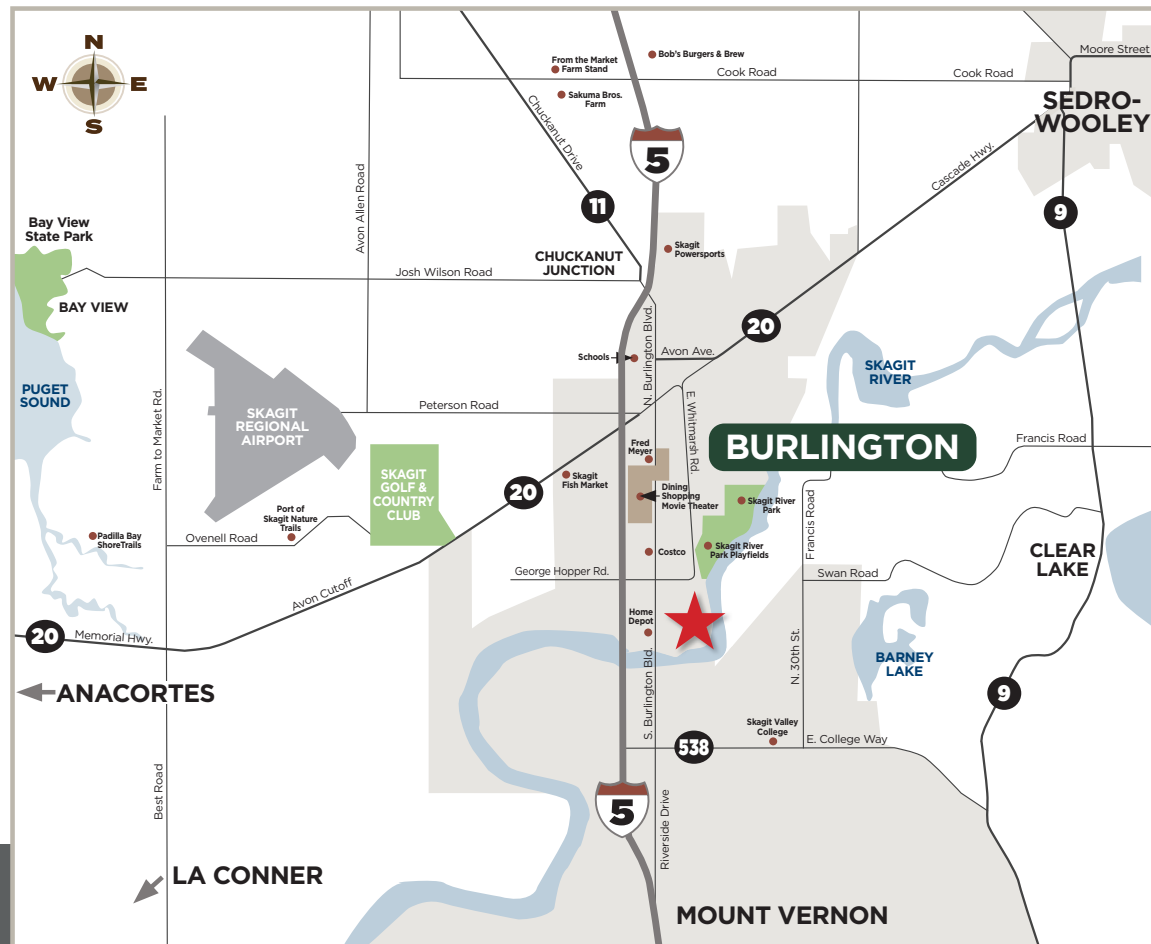 N
W
E
S
From the Market
Farm Stand
Bob's Burgers & Brew
Cook Road
Cook Road
Moore Street
Sakuma Bros.
Farm
SEDRO-
WOOLEY
Chuckanut Drive
5
Cascade Hwy.
Avon Allen Road
11
9
Bay View
State Park
Skagit
Powersports
CHUCKANUT
JUNCTION
Josh Wilson Road
BAY VIEW
N. Burlington Blvd.
20
Schools
Avon Ave.
SKAGIT
RIVER
PUGET
SOUND
Farm to Market Rd.
Peterson Road
E. Whitmarsh Rd.
SKAGIT
REGIONAL
AIRPORT
BURLINGTON
Francis Road
Fred
Meyer
SKAGIT
GOLF &
COUNTRY
CLUB
Skagit
Fish Market
20
Dining
Shopping
Movie Theater
Skagit River
Park
Francis Road
Port of
Skagit Nature
Trails
Padilla Bay
ShoreTrails
Ovenell Road
Costco
Skagit River
Park Playfields
CLEAR
LAKE
George Hopper Rd.
Swan Road
Avon Cutoff
Home
Depot
20
Memorial Hwy.
N. 30th St.
BARNEY
LAKE
S. Burlington Bld.
ANACORTES
9
Skagit Valley
College
538
E. College Way
Best Road
5
Riverside Drive
LA CONNER
MOUNT VERNON